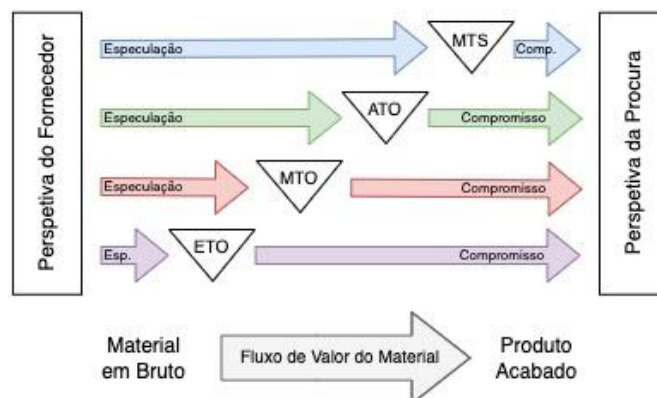 Perspetiva do Fornecedor
Especulação
MTS
Comp.
Especulação
ATO
Compromisso
Especulação
MTO
Compromisso
Esp.
ETO
Compromisso
Perspetiva da Procura
Material
em Bruto
Fluxo de Valor do Material
Produto
Acabado